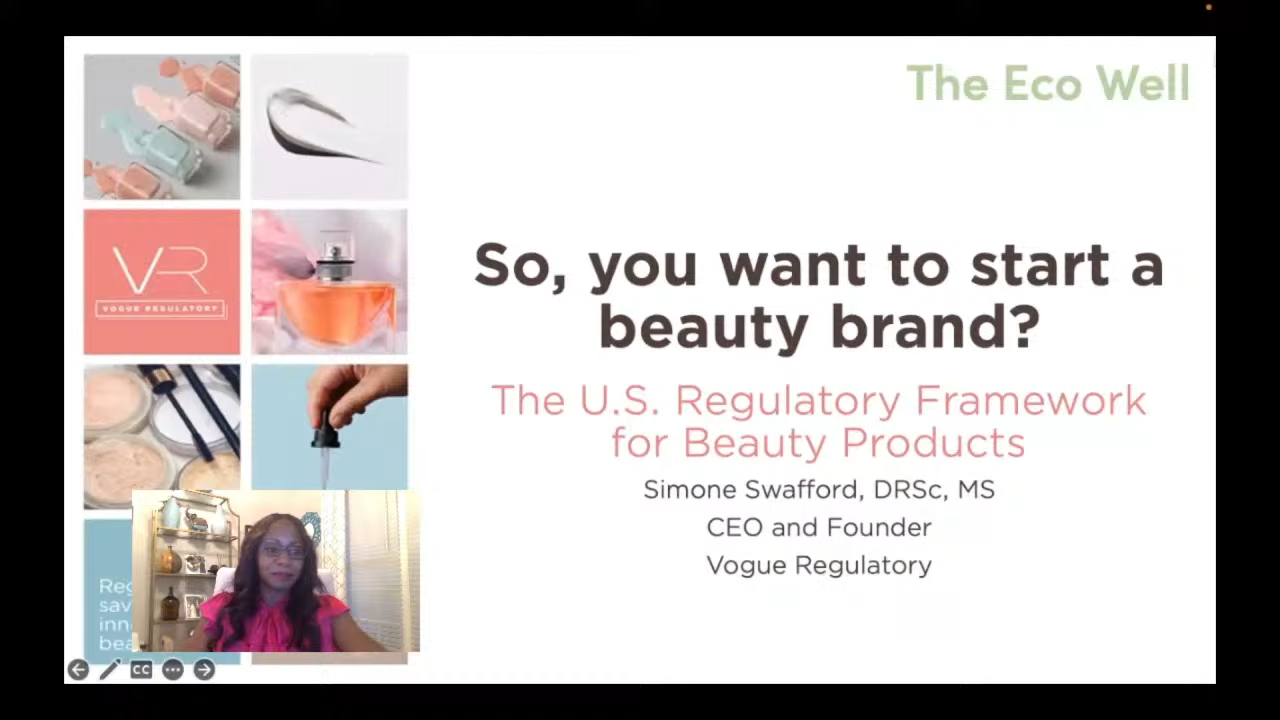 The Eco Well
VR
VOGUE REGULATORY
So, you want to start a
beauty brand?
The U.S. Regulatory Framework
for Beauty Products
Simone Swafford, DRSc, MS
CEO and Founder
Vogue Regulatory
CC